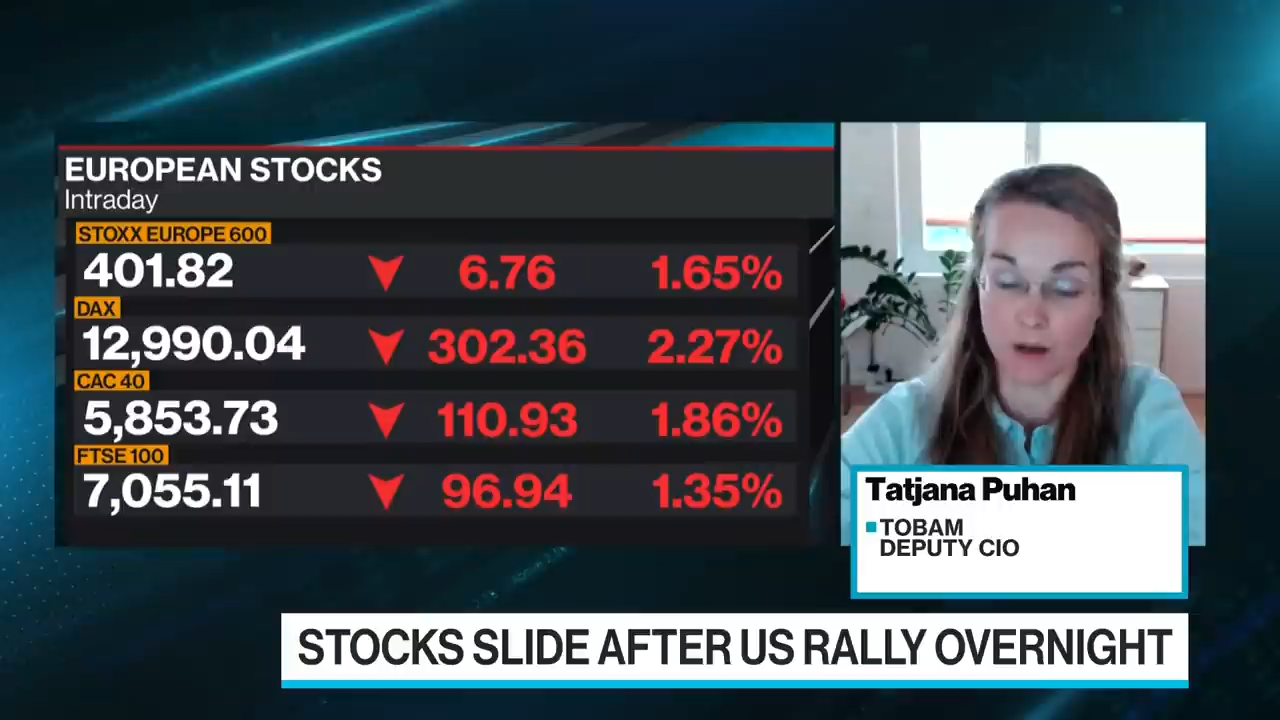 EUROPEAN STOCKS
Intraday
STOXX EUROPE 600
401.82 6.76 1.65%
DAX
12,990.04 302.36 2.27%
CAC 40
5,853.73 110.93 1.86%
FTSE 100
7,055.11 96.94 1.35%
Tatjana Puhan
TOBAM
DEPUTY CIO
STOCKS SLIDE AFTER US RALLY OVERNIGHT